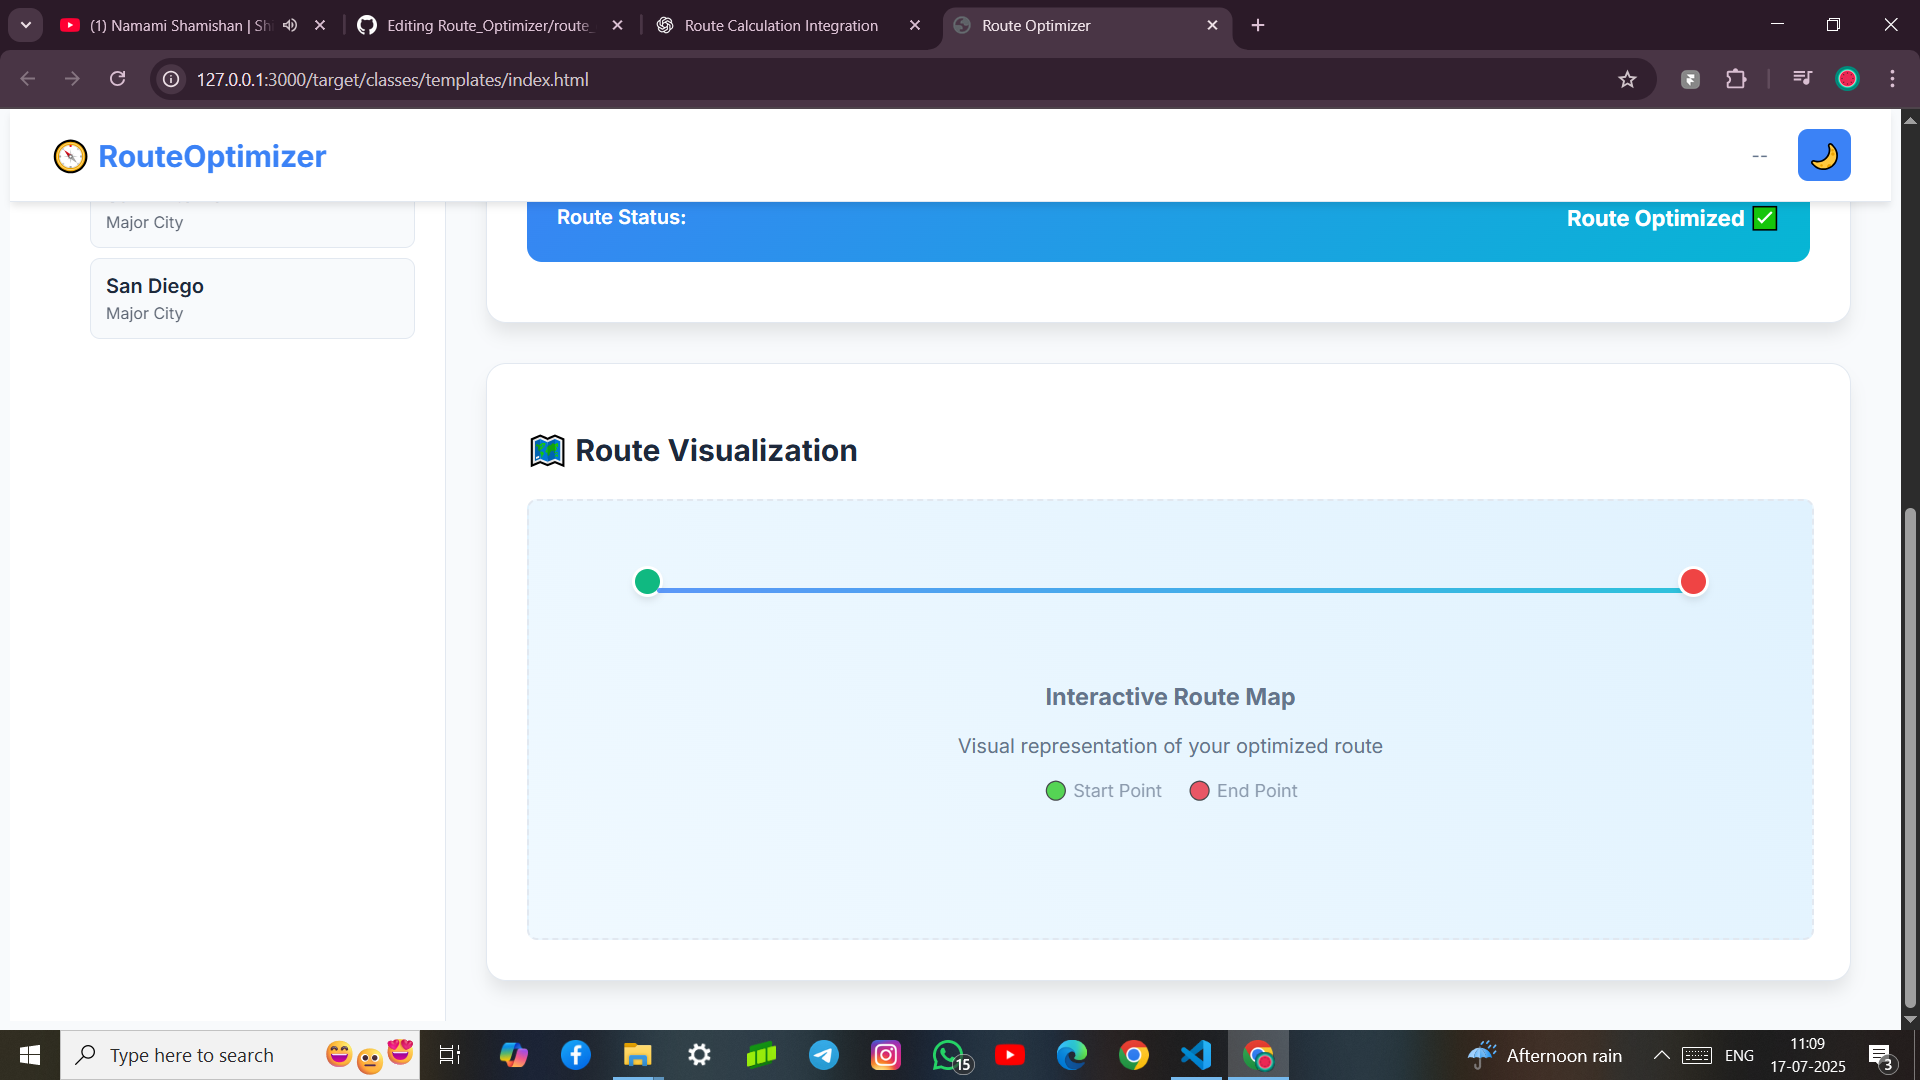 (1) Namami Shamishan | Shi
Editing Route_Optimizer/route_
Route Calculation Integration
Route Optimizer
127.0.0.1:3000/target/classes/templates/index.html
RouteOptimizer
--
Major City
Route Status:
Route Optimized
San Diego
Major City
Route Visualization
Interactive Route Map
Visual representation of your optimized route
Start Point
End Point
Type here to search
15
Afternoon rain
ENG
11:09
17-07-2025
3